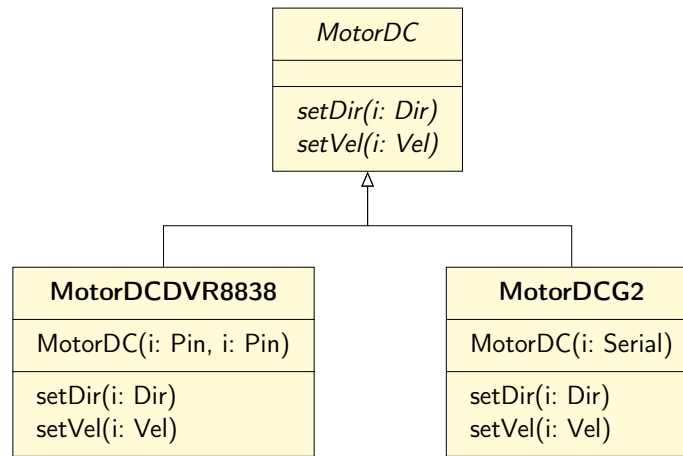 MotorDC
setDir(i: Dir)
setVel(i: Vel)
MotorDCDVR8838
MotorDC(i: Pin, i: Pin)
setDir(i: Dir)
setVel(i: Vel)
MotorDCG2
MotorDC(i: Serial)
setDir(i: Dir)
setVel(i: Vel)